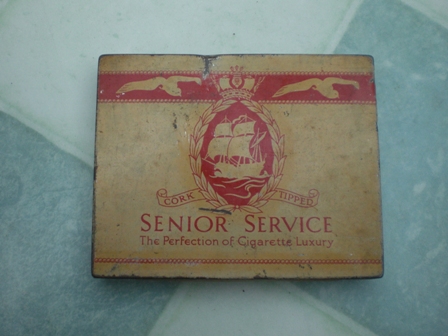 CORK TIPPED
SENIOR SERVICE
The Perfection of Cigarette Luxury